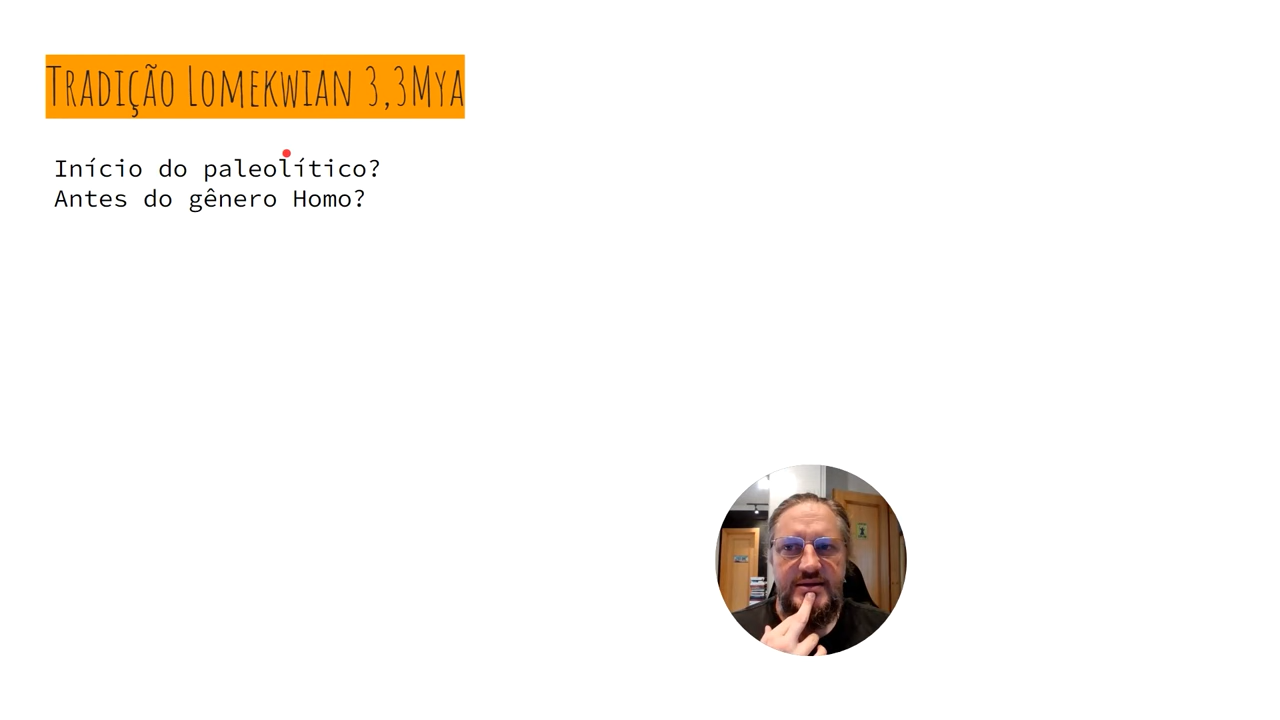 Tradição Lomekwian 3,3Mya
Início do paleolítico?
Antes do gênero Homo?